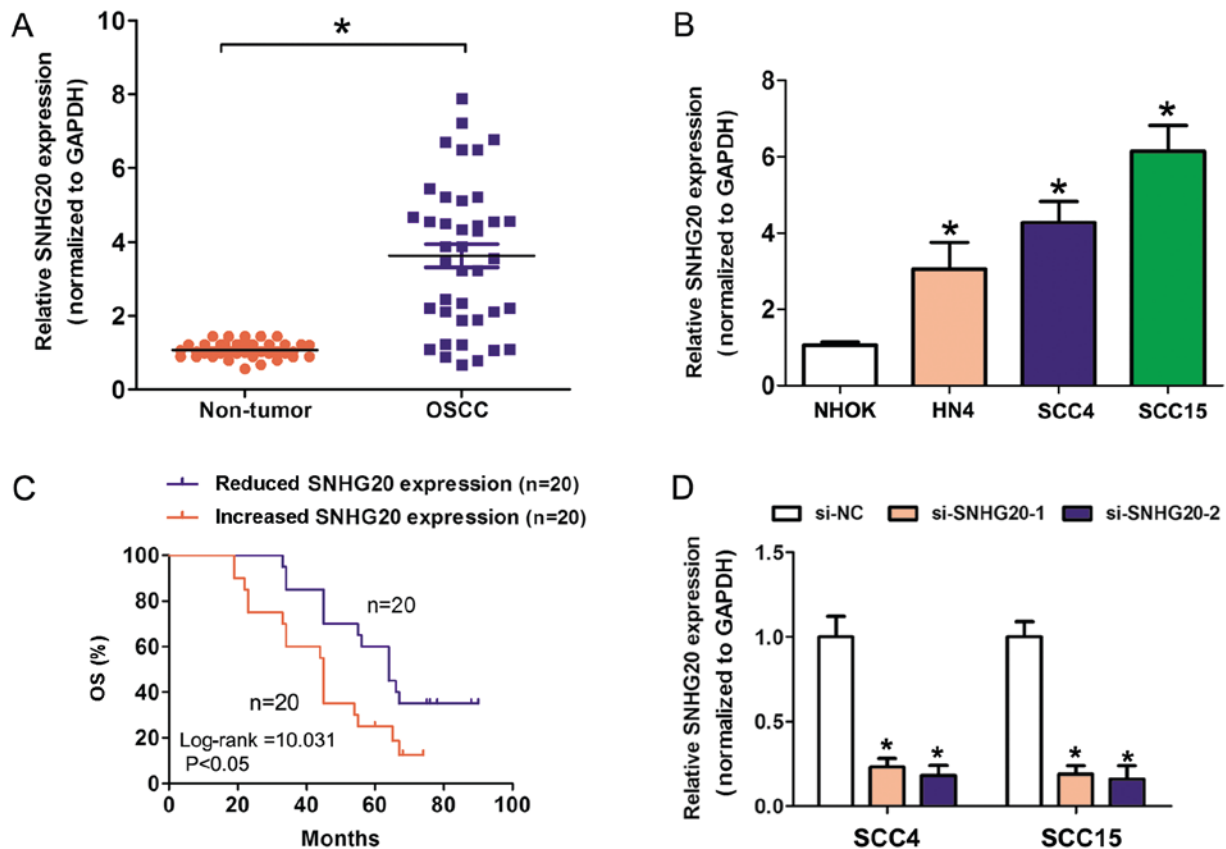 A
Relative SNHG20 expression
(normalized to GAPDH)
10
8
6
4
2
0
*
Non-tumor
OSCC
B
Relative SNHG20 expression
(normalized to GAPDH)
8
6
4
2
0
*
*
*
NHOK
HN4
SCC4
SCC15
C
Reduced SNHG20 expression (n=20)
Increased SNHG20 expression (n=20)
OS (%)
100
80
60
40
20
0
n=20
n=20
Log-rank =10.031
P<0.05
0
20
40
60
80
100
Months
D
si-NC
si-SNHG20-1
si-SNHG20-2
Relative SNHG20 expression
(normalized to GAPDH)
1.5
1.0
0.5
0.0
*
*
*
*
SCC4
SCC15